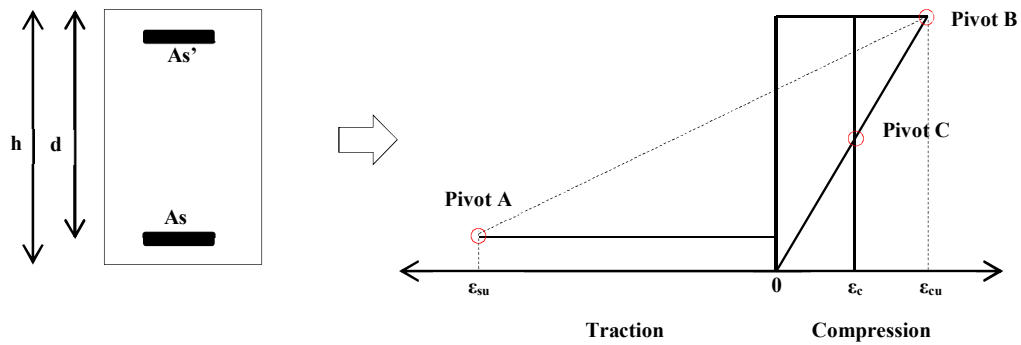 As’
h
d
As
Pivot B
Pivot C
Pivot A
εsu
0
εc
εcu
Traction
Compression